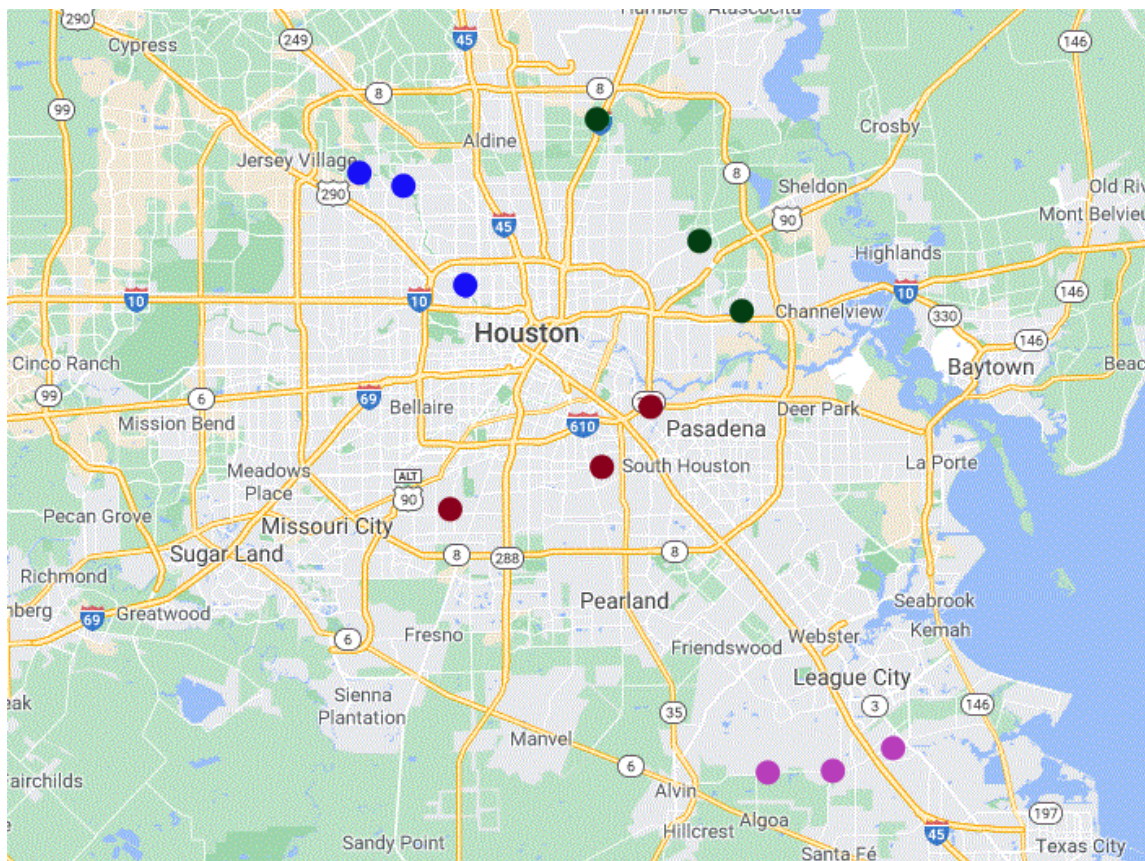 Humble
Atascocita
290
Cypress
249
45
146
99
8
8
Crosby
Aldine
Jersey Village
8
Sheldon
Old Riv
290
90
Mont Belvieu
45
Highlands
10
10
10
146
Channelview
330
Houston
146
Cinco Ranch
Baytown
Beac
99
6
69
Bellaire
Deer Park
Mission Bend
610
Pasadena
South Houston
La Porte
Meadows
Place
ALT
90
Pecan Grove
Missouri City
Sugar Land
8
288
8
Richmond
nberg
Greatwood
69
Pearland
Seabrook
Kemah
6
Fresno
Webster
Friendswood
League City
Sienna
Plantation
3
146
eak
35
Manvel
6
Fairchilds
Alvin
Algoa
197
Hillcrest
45
Sandy Point
Santa Fé
Texas City